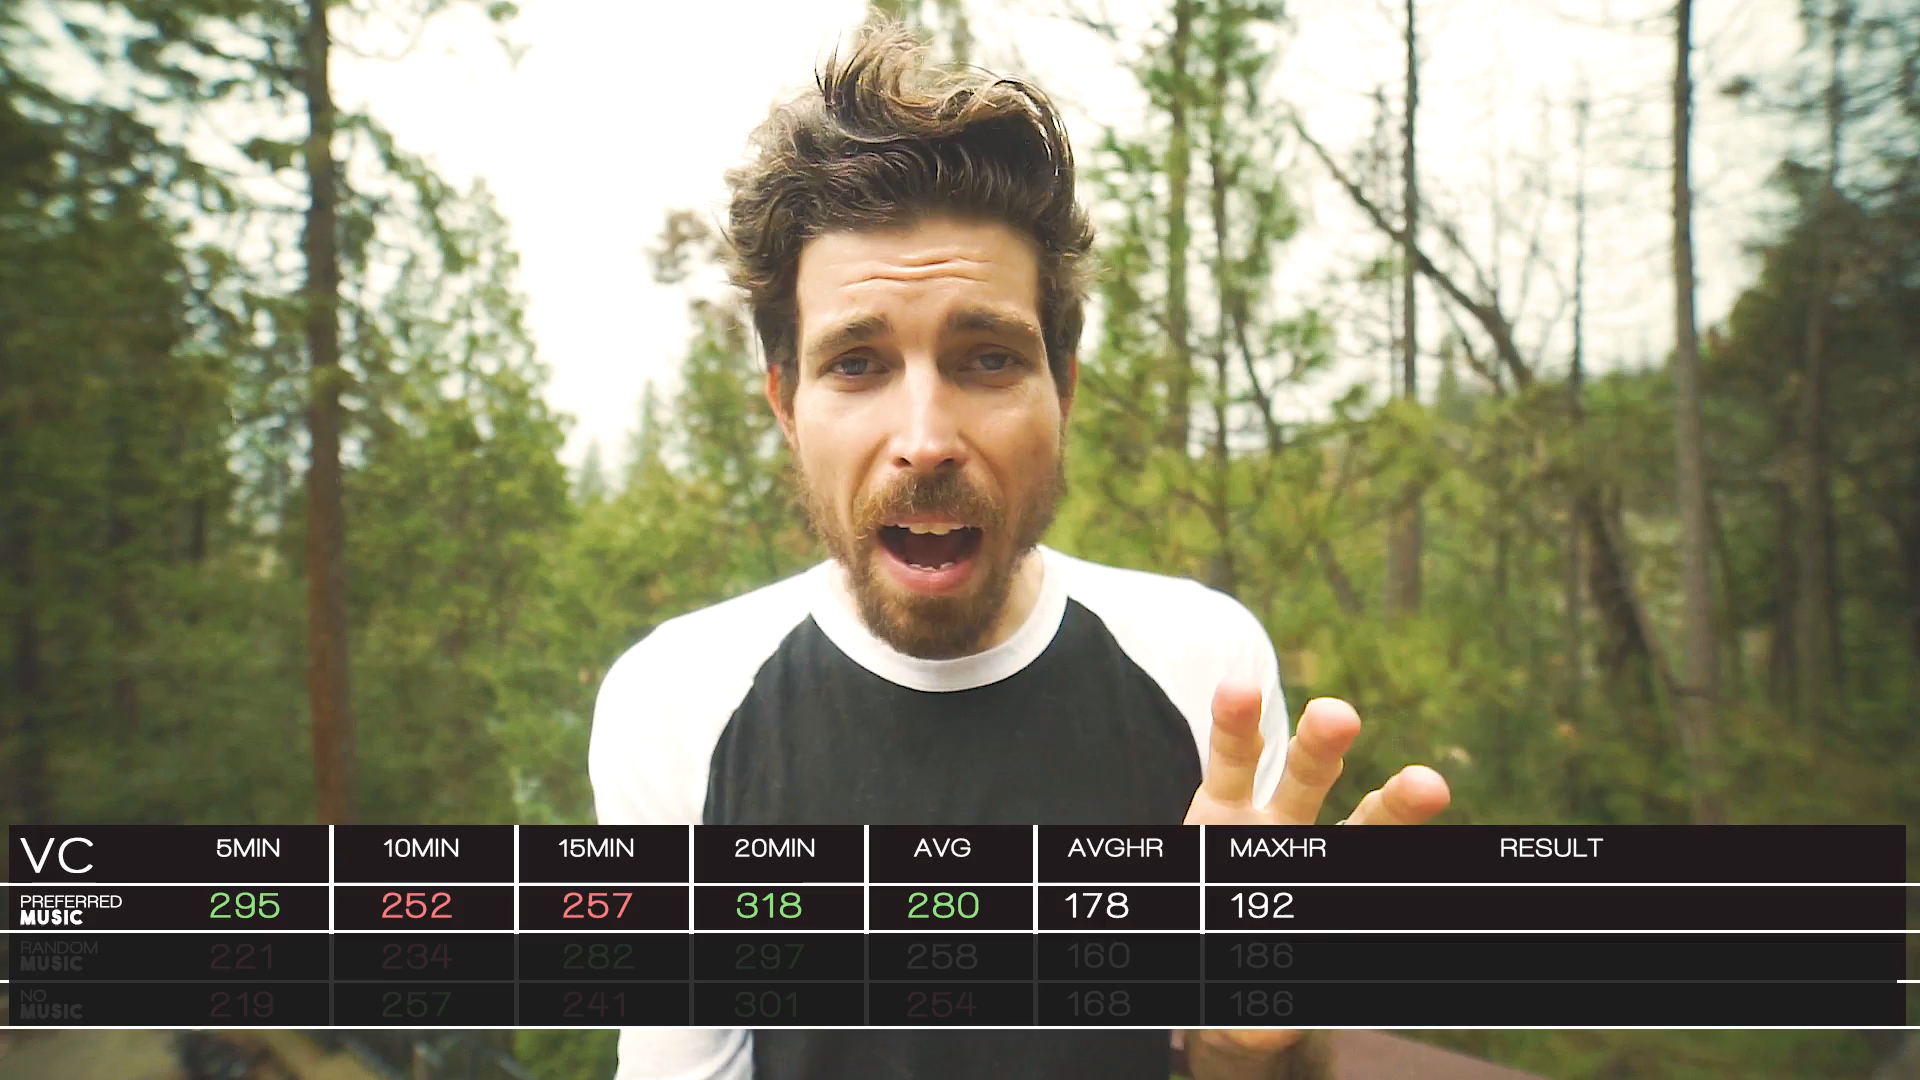 VC 5MIN 10MIN 15MIN 20MIN AVG AVGHR MAXHR RESULT
PREFERRED MUSIC 295 252 257 318 280 178 192
RANDOM MUSIC 221 234 282 297 258 160 186
NO MUSIC 219 257 241 301 254 168 186